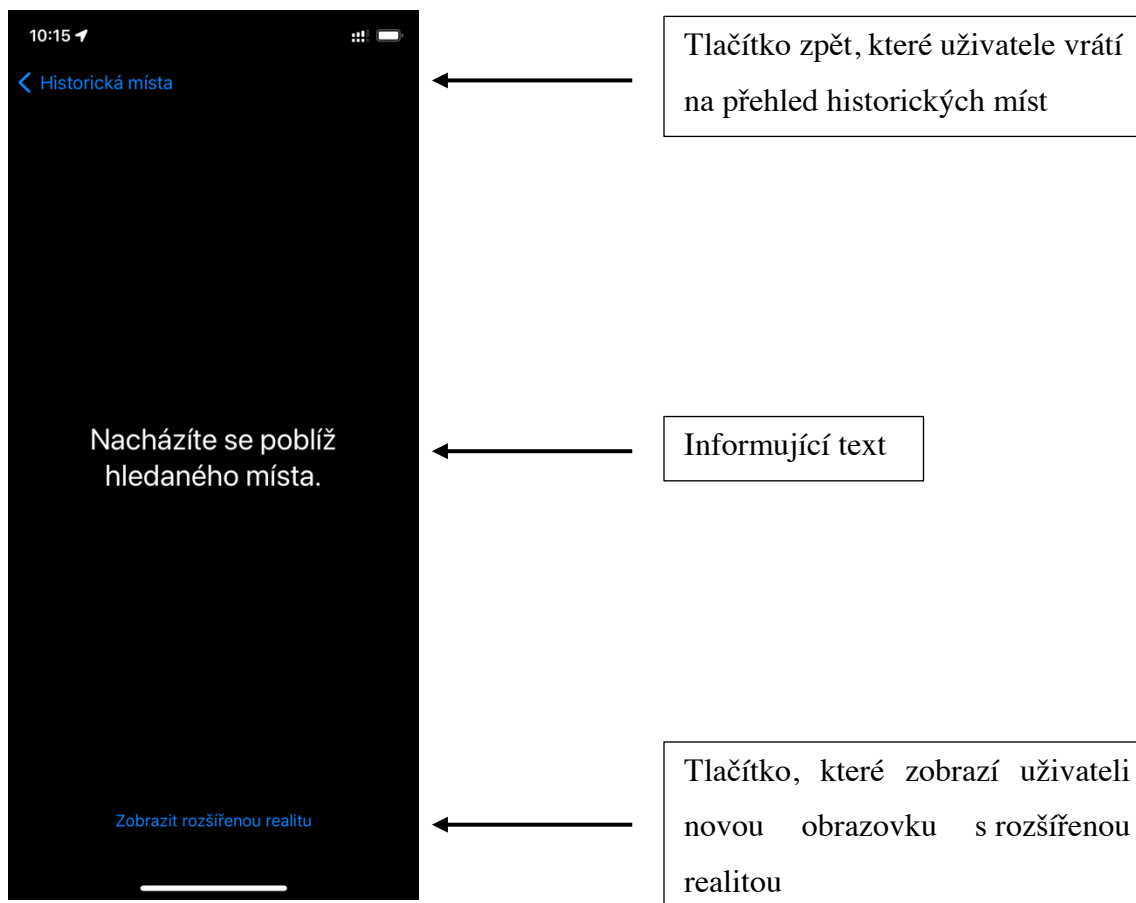 10:15
Historická místa
Tlačítko zpět, které uživatele vrátí
na přehled historických míst
Nacházíte se poblíž
hledaného místa.
Informující text
Zobrazit rozšířenou realitu
Tlačítko, které zobrazí uživateli
novou obrazovku s rozšířenou
realitou